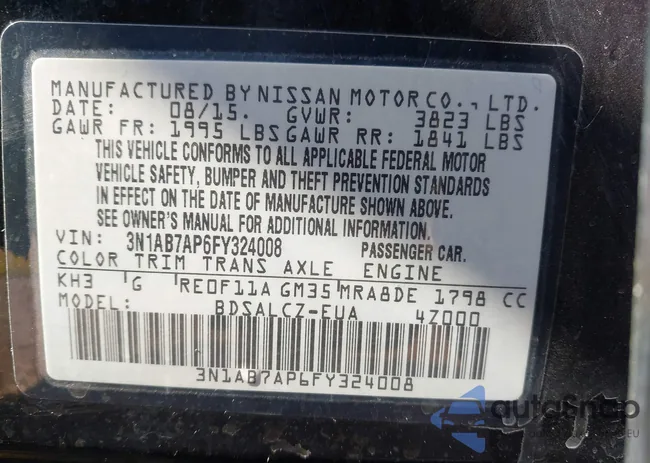 MANUFACTURED BY NISSAN MOTOR CO., LTD.
DATE: 08/15. GVWR: 3823 LBS
GAWR FR: 1995 LBS GAWR RR: 1841 LBS
THIS VEHICLE CONFORMS TO ALL APPLICABLE FEDERAL MOTOR
VEHICLE SAFETY, BUMPER AND THEFT PREVENTION STANDARDS
IN EFFECT ON THE DATE OF MANUFACTURE SHOWN ABOVE.
SEE OWNER'S MANUAL FOR ADDITIONAL INFORMATION.
VIN: 3N1AB7AP6FY324008 PASSENGER CAR.
COLOR TRIM TRANS AXLE ENGINE
KH3 G RE0F11A GM35 MRA8DE 1798 CC
MODEL: BDSALCZ-EUA 4Z000
3N1AB7AP6FY324008
autosnap